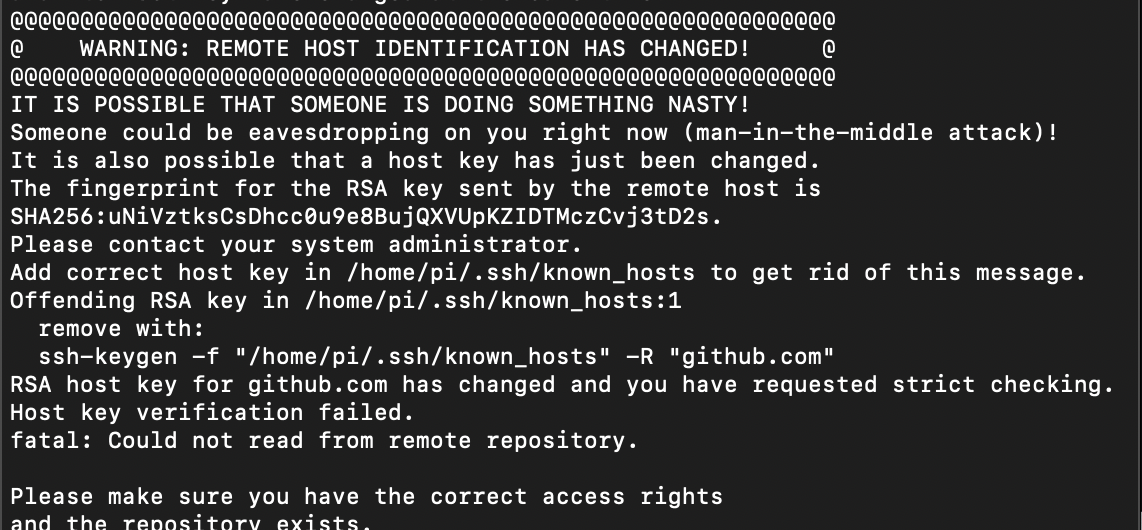 @@@@@@@@@@@@@@@@@@@@@@@@@@@@@@@@@@@@@@@@@@@@@@@@@@@@@@@@@@@
@    WARNING: REMOTE HOST IDENTIFICATION HAS CHANGED!     @
@@@@@@@@@@@@@@@@@@@@@@@@@@@@@@@@@@@@@@@@@@@@@@@@@@@@@@@@@@@
IT IS POSSIBLE THAT SOMEONE IS DOING SOMETHING NASTY!
Someone could be eavesdropping on you right now (man-in-the-middle attack)!
It is also possible that a host key has just been changed.
The fingerprint for the RSA key sent by the remote host is
SHA256:uNiVztksCsDhcc0u9e8BujQXVUpKZIDTMczCvj3tD2s.
Please contact your system administrator.
Add correct host key in /home/pi/.ssh/known_hosts to get rid of this message.
Offending RSA key in /home/pi/.ssh/known_hosts:1
  remove with:
  ssh-keygen -f "/home/pi/.ssh/known_hosts" -R "github.com"
RSA host key for github.com has changed and you have requested strict checking.
Host key verification failed.
fatal: Could not read from remote repository.

Please make sure you have the correct access rights
and the repository exists.